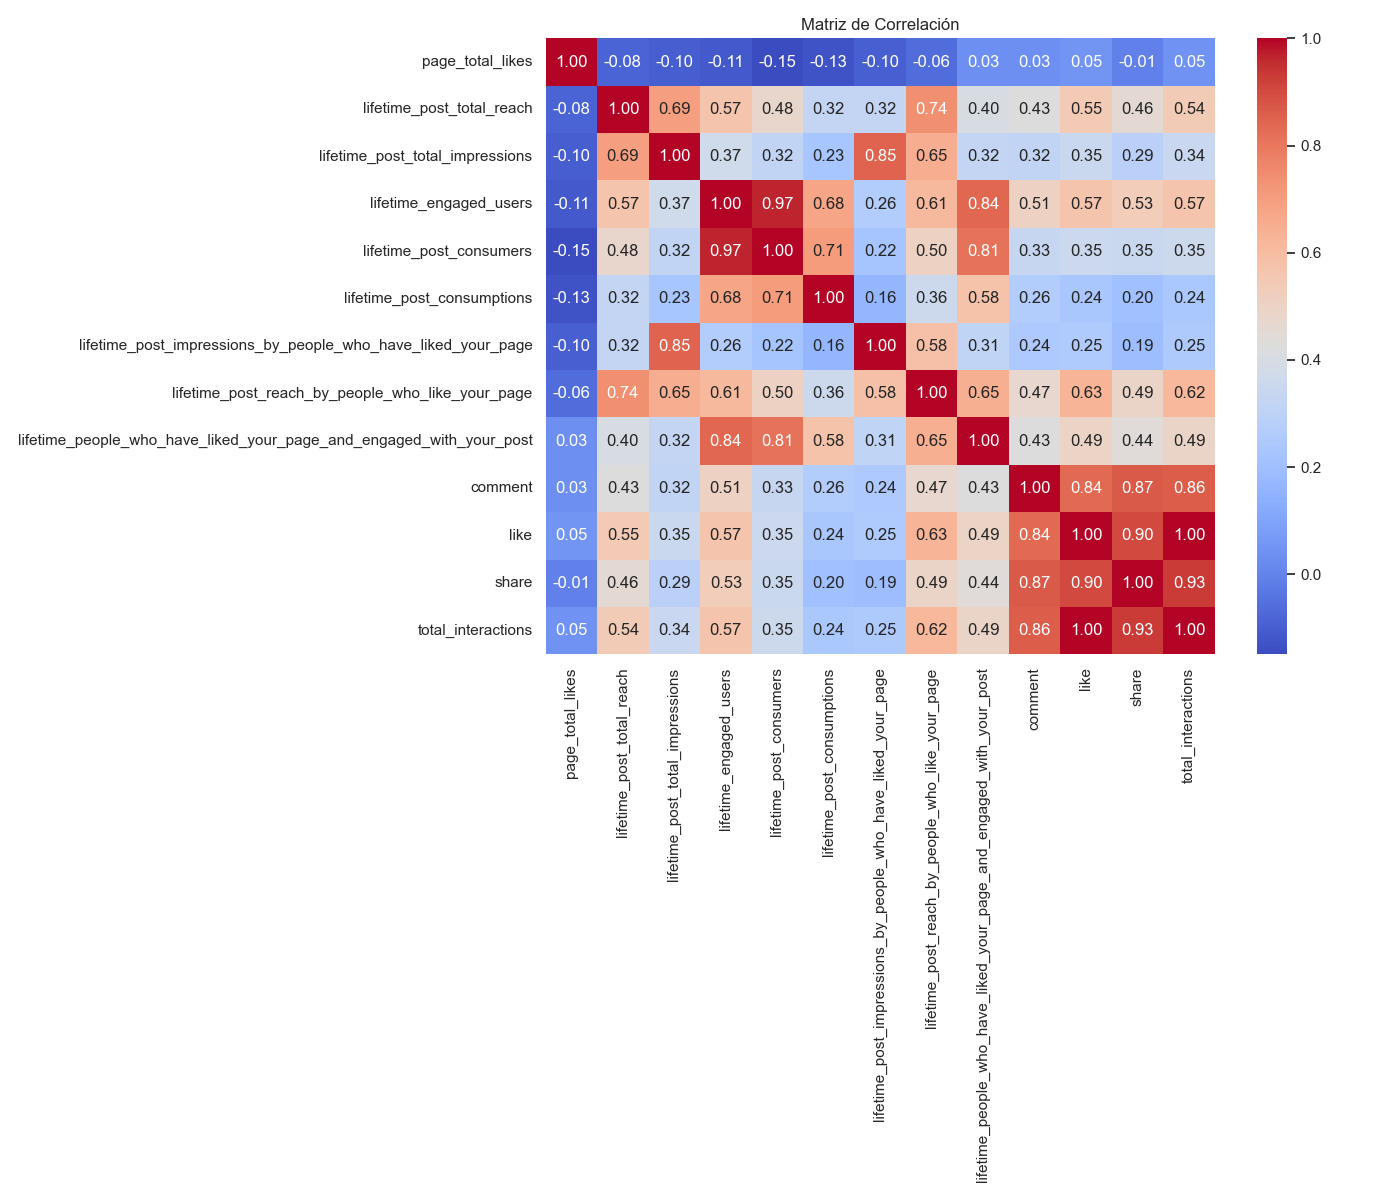 Matriz de Correlación
page_total_likes 1.00 -0.08 -0.10 -0.11 -0.15 -0.13 -0.10 -0.06 0.03 0.03 0.05 -0.01 0.05
lifetime_post_total_reach -0.08 1.00 0.69 0.57 0.48 0.32 0.32 0.74 0.40 0.43 0.55 0.46 0.54
lifetime_post_total_impressions -0.10 0.69 1.00 0.37 0.32 0.23 0.85 0.65 0.32 0.32 0.35 0.29 0.34
lifetime_engaged_users -0.11 0.57 0.37 1.00 0.97 0.68 0.26 0.61 0.84 0.51 0.57 0.53 0.57
lifetime_post_consumers -0.15 0.48 0.32 0.97 1.00 0.71 0.22 0.50 0.81 0.33 0.35 0.35 0.35
lifetime_post_consumptions -0.13 0.32 0.23 0.68 0.71 1.00 0.16 0.36 0.58 0.26 0.24 0.20 0.24
lifetime_post_impressions_by_people_who_have_liked_your_page -0.10 0.32 0.85 0.26 0.22 0.16 1.00 0.58 0.31 0.24 0.25 0.19 0.25
lifetime_post_reach_by_people_who_like_your_page -0.06 0.74 0.65 0.61 0.50 0.36 0.58 1.00 0.65 0.47 0.63 0.49 0.62
lifetime_people_who_have_liked_your_page_and_engaged_with_your_post 0.03 0.40 0.32 0.84 0.81 0.58 0.31 0.65 1.00 0.43 0.49 0.44 0.49
comment 0.03 0.43 0.32 0.51 0.33 0.26 0.24 0.47 0.43 1.00 0.84 0.87 0.86
like 0.05 0.55 0.35 0.57 0.35 0.24 0.25 0.63 0.49 0.84 1.00 0.90 1.00
share -0.01 0.46 0.29 0.53 0.35 0.20 0.19 0.49 0.44 0.87 0.90 1.00 0.93
total_interactions 0.05 0.54 0.34 0.57 0.35 0.24 0.25 0.62 0.49 0.86 1.00 0.93 1.00
page_total_likes
lifetime_post_total_reach
lifetime_post_total_impressions
lifetime_engaged_users
lifetime_post_consumers
lifetime_post_consumptions
lifetime_post_impressions_by_people_who_have_liked_your_page
lifetime_post_reach_by_people_who_like_your_page
lifetime_people_who_have_liked_your_page_and_engaged_with_your_post
comment
like
share
total_interactions
1.0
0.8
0.6
0.4
0.2
0.0